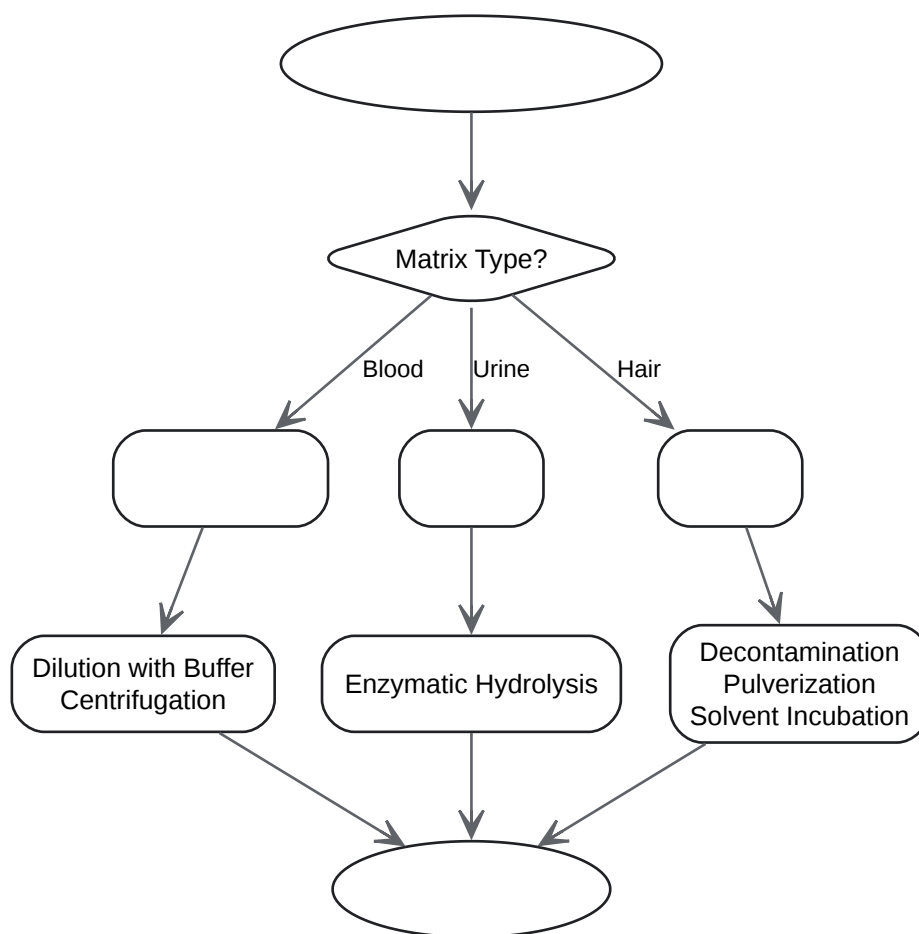 Matrix Type?
Blood
Urine
Hair
Dilution with Buffer
Centrifugation
Enzymatic Hydrolysis
Decontamination
Pulverization
Solvent Incubation